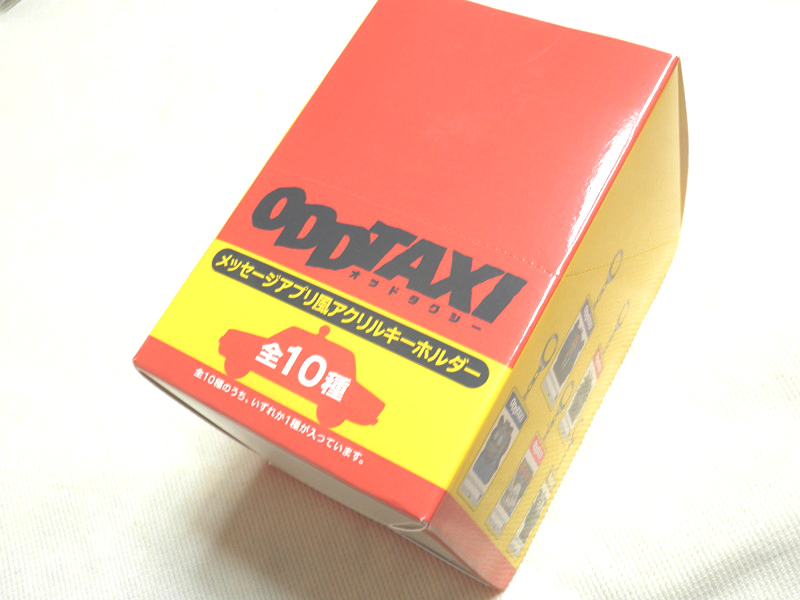 ODDTAXI
オッドタクシー
メッセージアプリ風アクリルキーホルダー
全10種
全10種のうち、いずれか1種が入っています。